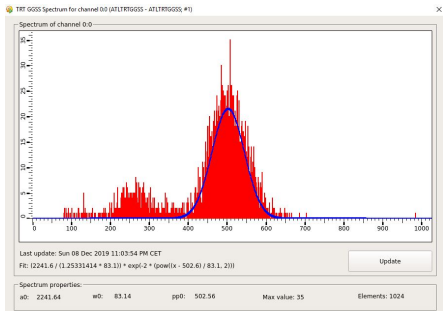 TRT GGSS Spectrum for channel 0:0 (ATLTRTGGSS - ATLTRTGGSS; #1)
Spectrum of channel 0:0
35
30
25
20
15
10
5
0
0 100 200 300 400 500 600 700 800 900 1000
Last update: Sun 08 Dec 2019 11:03:54 PM CET
Fit: (2241.6 / (1.25331414 * 83.1)) * exp(-2 * (pow((x - 502.6) / 83.1, 2)))
Update
Spectrum properties:
a0: 2241.64 w0: 83.14 pp0: 502.56 Max value: 35 Elements: 1024